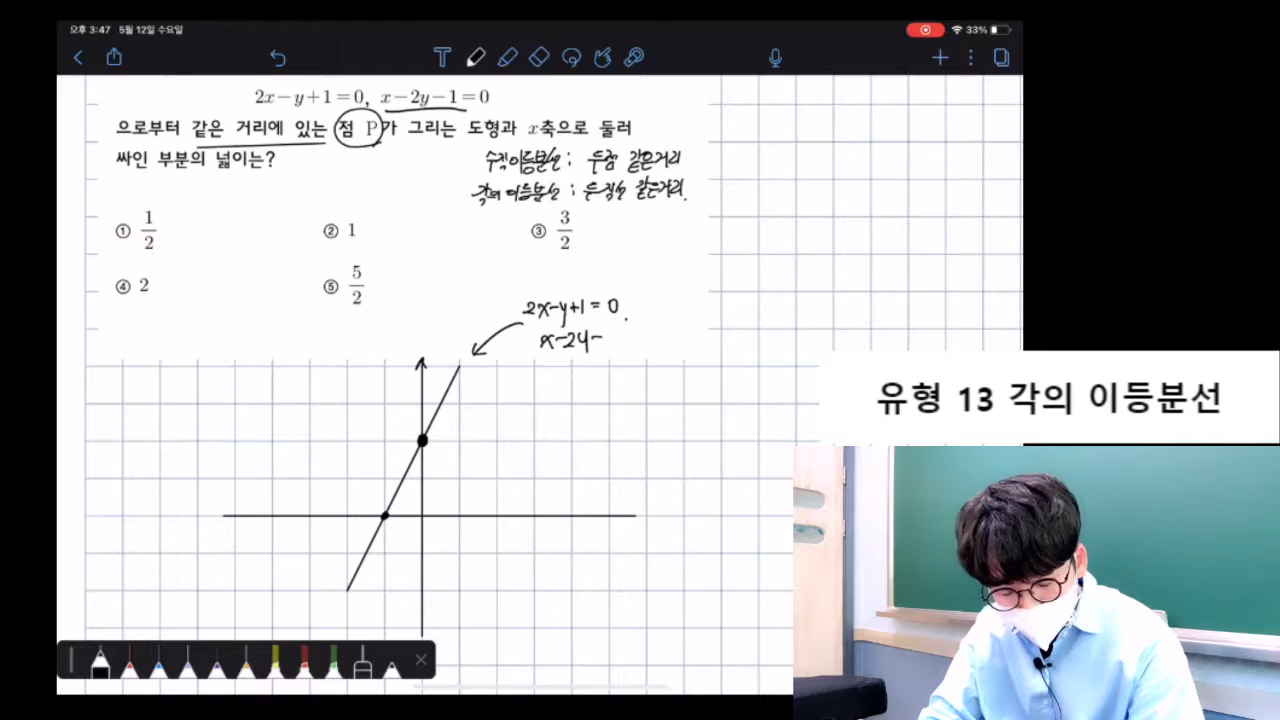 오후 3:47 5월 12일 수요일
33%
2x−y+1=0, x−2y−1=0
으로부터 같은 거리에 있는 점 P가 그리는 도형과 x축으로 둘러
싸인 부분의 넓이는?
수직이등분선 ; 두점 같은거리
각의 이등분선 ; 두직선 같은거리.
① 1/2 ② 1 ③ 3/2
④ 2 ⑤ 5/2
2x-y+1=0.
x-2y-
유형 13 각의 이등분선